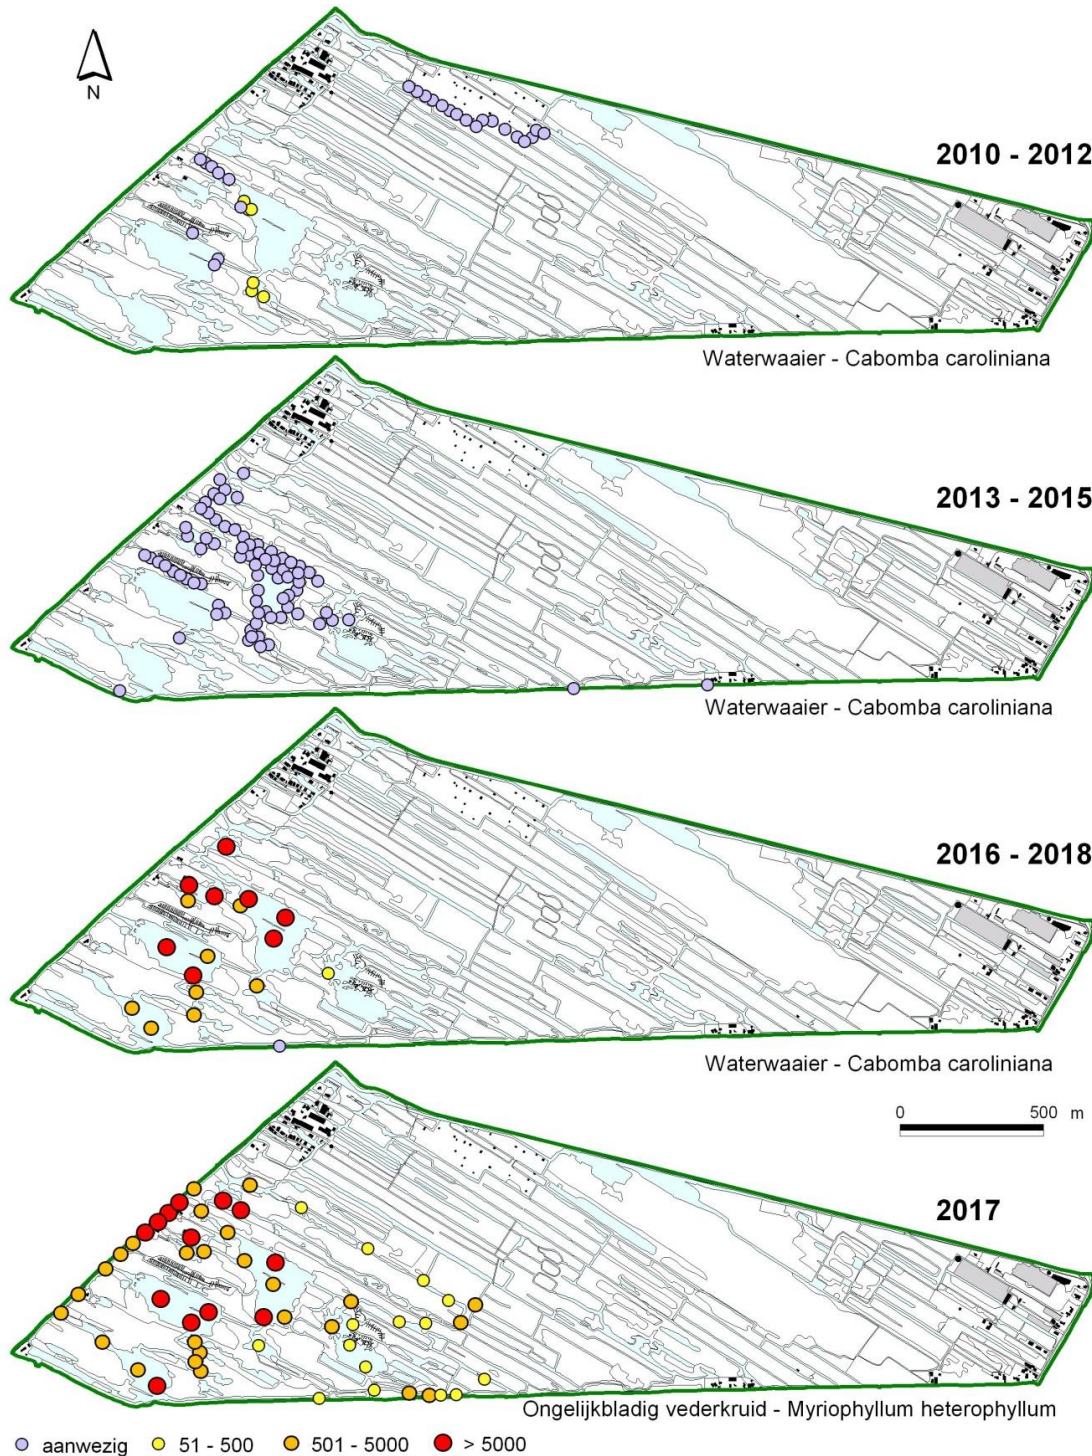 N
2010 - 2012
Waterwaaier - Cabomba caroliniana
2013 - 2015
Waterwaaier - Cabomba caroliniana
2016 - 2018
Waterwaaier - Cabomba caroliniana
0 500 m
2017
Ongelijkbladig vederkruid - Myriophyllum heterophyllum
aanwezig 51 - 500 501 - 5000 > 5000